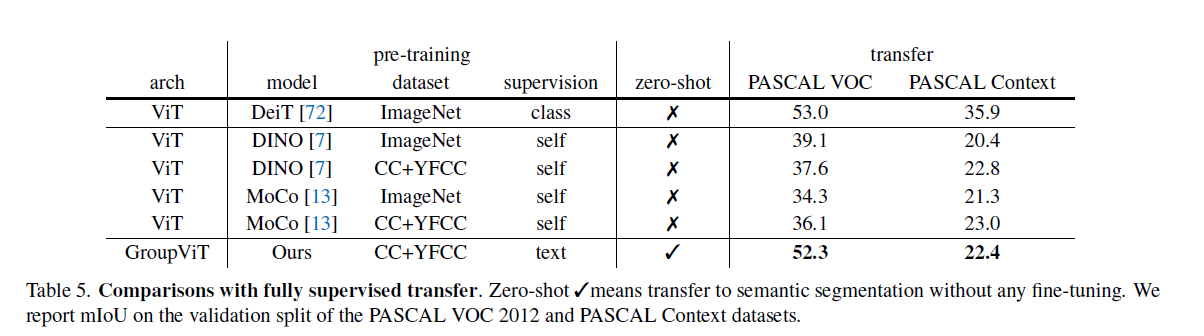 pre-training transfer
arch model dataset supervision zero-shot PASCAL VOC PASCAL Context
ViT DeiT [72] ImageNet class ✗ 53.0 35.9
ViT DINO [7] ImageNet self ✗ 39.1 20.4
ViT DINO [7] CC+YFCC self ✗ 37.6 22.8
ViT MoCo [13] ImageNet self ✗ 34.3 21.3
ViT MoCo [13] CC+YFCC self ✗ 36.1 23.0
GroupViT Ours CC+YFCC text ✓ 52.3 22.4
Table 5. Comparisons with fully supervised transfer. Zero-shot ✓means transfer to semantic segmentation without any fine-tuning. We
report mIoU on the validation split of the PASCAL VOC 2012 and PASCAL Context datasets.